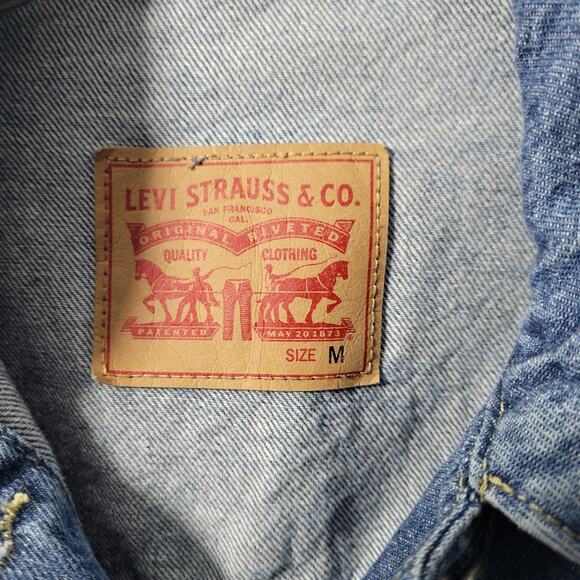 LEVI STRAUSS & CO.
SAN FRANCISCO
CAL.
ORIGINAL RIVETED
QUALITY CLOTHING
PATENTED MAY 20 1873
SIZE M